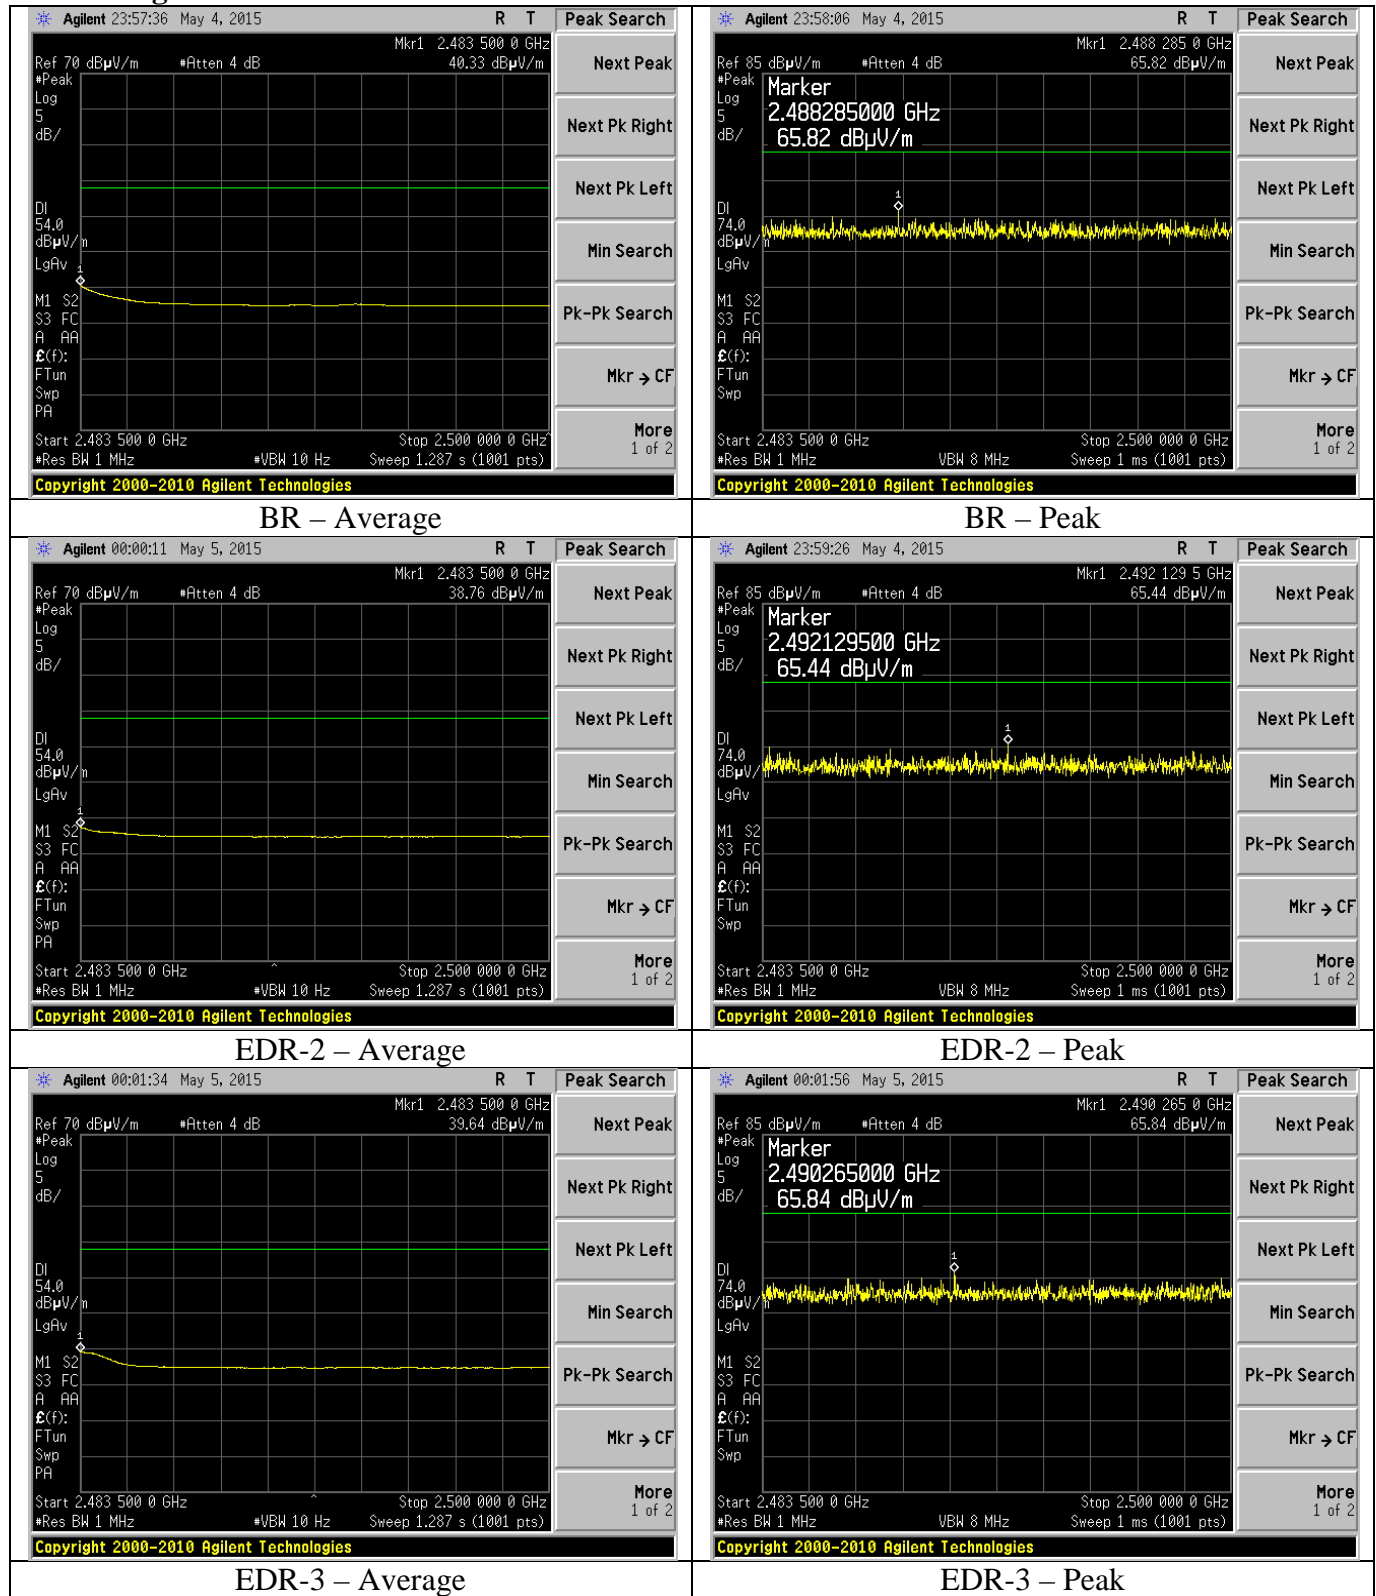 Agilent 23:57:36 May 4, 2015 R T Peak Search
Mkr1 2.483 500 0 GHz
Ref 70 dBµV/m #Atten 4 dB 40.33 dBµV/m
#Peak
Log
5
dB/
DI
54.0
dBµV/m
LgAv
1
M1 S2
S3 FC
A AA
£(f):
FTun
Swp
PA
Start 2.483 500 0 GHz Stop 2.500 000 0 GHz
#Res BW 1 MHz #VBW 10 Hz Sweep 1.287 s (1001 pts)
Copyright 2000-2010 Agilent Technologies
Next Peak
Next Pk Right
Next Pk Left
Min Search
Pk-Pk Search
Mkr → CF
More
1 of 2
BR – Average
Agilent 23:58:06 May 4, 2015 R T Peak Search
Mkr1 2.488 285 0 GHz
Ref 85 dBµV/m #Atten 4 dB 65.82 dBµV/m
#Peak
Log
5
dB/
Marker
2.488285000 GHz
65.82 dBµV/m
DI
74.0
dBµV/m
LgAv
1
M1 S2
S3 FC
A AA
£(f):
FTun
Swp
Start 2.483 500 0 GHz Stop 2.500 000 0 GHz
#Res BW 1 MHz VBW 8 MHz Sweep 1 ms (1001 pts)
Copyright 2000-2010 Agilent Technologies
Next Peak
Next Pk Right
Next Pk Left
Min Search
Pk-Pk Search
Mkr → CF
More
1 of 2
BR – Peak
Agilent 00:00:11 May 5, 2015 R T Peak Search
Mkr1 2.483 500 0 GHz
Ref 70 dBµV/m #Atten 4 dB 38.76 dBµV/m
#Peak
Log
5
dB/
DI
54.0
dBµV/m
LgAv
1
M1 S2
S3 FC
A AA
£(f):
FTun
Swp
PA
Start 2.483 500 0 GHz Stop 2.500 000 0 GHz
#Res BW 1 MHz #VBW 10 Hz Sweep 1.287 s (1001 pts)
Copyright 2000-2010 Agilent Technologies
Next Peak
Next Pk Right
Next Pk Left
Min Search
Pk-Pk Search
Mkr → CF
More
1 of 2
EDR-2 – Average
Agilent 23:59:26 May 4, 2015 R T Peak Search
Mkr1 2.492 129 5 GHz
Ref 85 dBµV/m #Atten 4 dB 65.44 dBµV/m
#Peak
Log
5
dB/
Marker
2.492129500 GHz
65.44 dBµV/m
DI
74.0
dBµV/
LgAv
1
M1 S2
S3 FC
A AA
£(f):
FTun
Swp
Start 2.483 500 0 GHz Stop 2.500 000 0 GHz
#Res BW 1 MHz VBW 8 MHz Sweep 1 ms (1001 pts)
Copyright 2000-2010 Agilent Technologies
Next Peak
Next Pk Right
Next Pk Left
Min Search
Pk-Pk Search
Mkr → CF
More
1 of 2
EDR-2 – Peak
Agilent 00:01:34 May 5, 2015 R T Peak Search
Mkr1 2.483 500 0 GHz
Ref 70 dBµV/m #Atten 4 dB 39.64 dBµV/m
#Peak
Log
5
dB/
DI
54.0
dBµV/m
LgAv
1
M1 S2
S3 FC
A AA
£(f):
FTun
Swp
PA
Start 2.483 500 0 GHz Stop 2.500 000 0 GHz
#Res BW 1 MHz #VBW 10 Hz Sweep 1.287 s (1001 pts)
Copyright 2000-2010 Agilent Technologies
Next Peak
Next Pk Right
Next Pk Left
Min Search
Pk-Pk Search
Mkr → CF
More
1 of 2
EDR-3 – Average
Agilent 00:01:56 May 5, 2015 R T Peak Search
Mkr1 2.490 265 0 GHz
Ref 85 dBµV/m #Atten 4 dB 65.84 dBµV/m
#Peak
Log
5
dB/
Marker
2.490265000 GHz
65.84 dBµV/m
DI
74.0
dBµV/m
LgAv
1
M1 S2
S3 FC
A AA
£(f):
FTun
Swp
Start 2.483 500 0 GHz Stop 2.500 000 0 GHz
#Res BW 1 MHz VBW 8 MHz Sweep 1 ms (1001 pts)
Copyright 2000-2010 Agilent Technologies
Next Peak
Next Pk Right
Next Pk Left
Min Search
Pk-Pk Search
Mkr → CF
More
1 of 2
EDR-3 – Peak